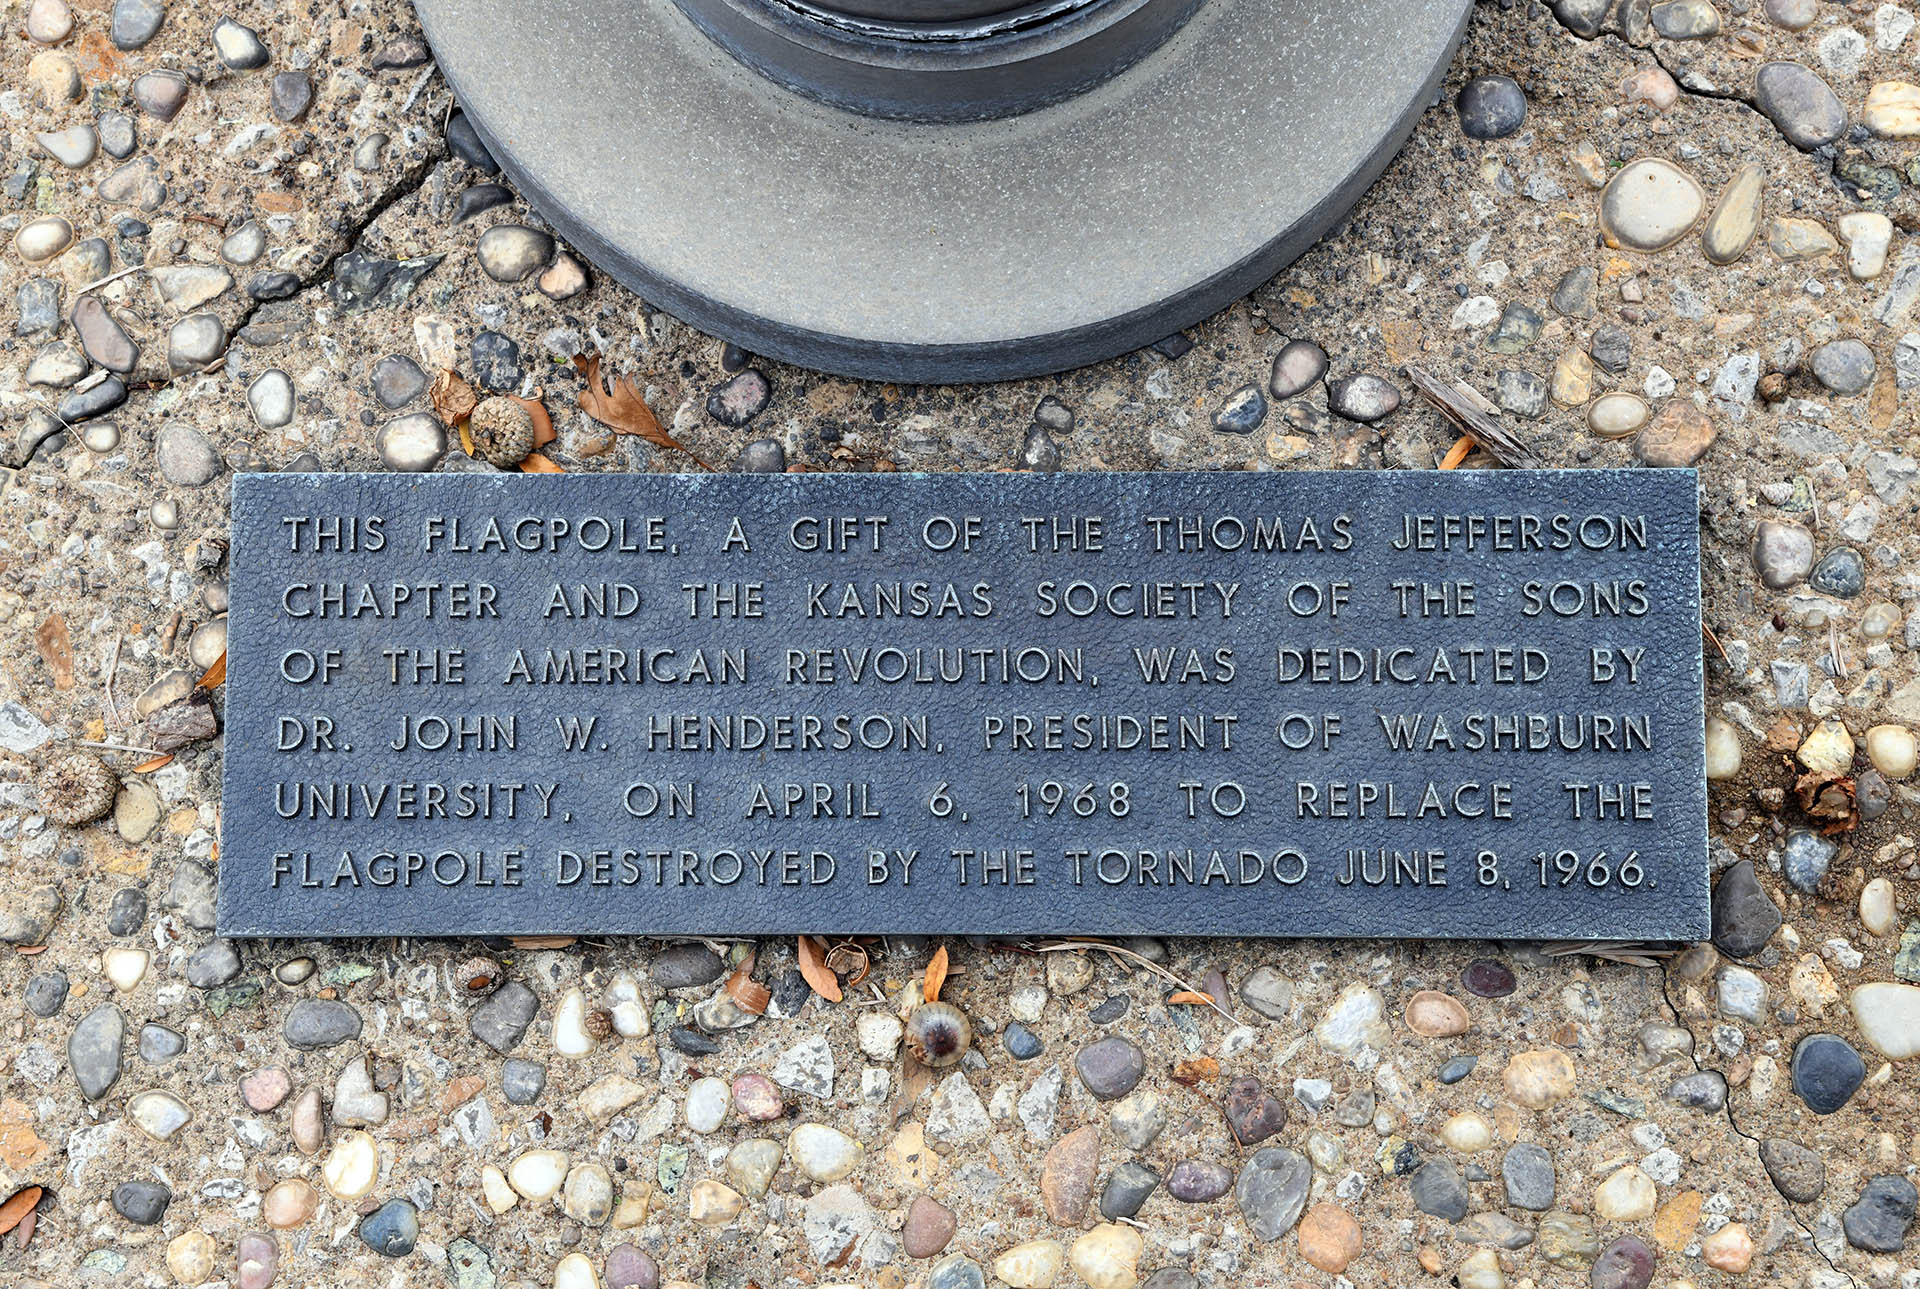 THIS FLAGPOLE, A GIFT OF THE THOMAS JEFFERSON
CHAPTER AND THE KANSAS SOCIETY OF THE SONS
OF THE AMERICAN REVOLUTION, WAS DEDICATED BY
DR. JOHN W. HENDERSON, PRESIDENT OF WASHBURN
UNIVERSITY, ON APRIL 6, 1968 TO REPLACE THE
FLAGPOLE DESTROYED BY THE TORNADO JUNE 8, 1966.